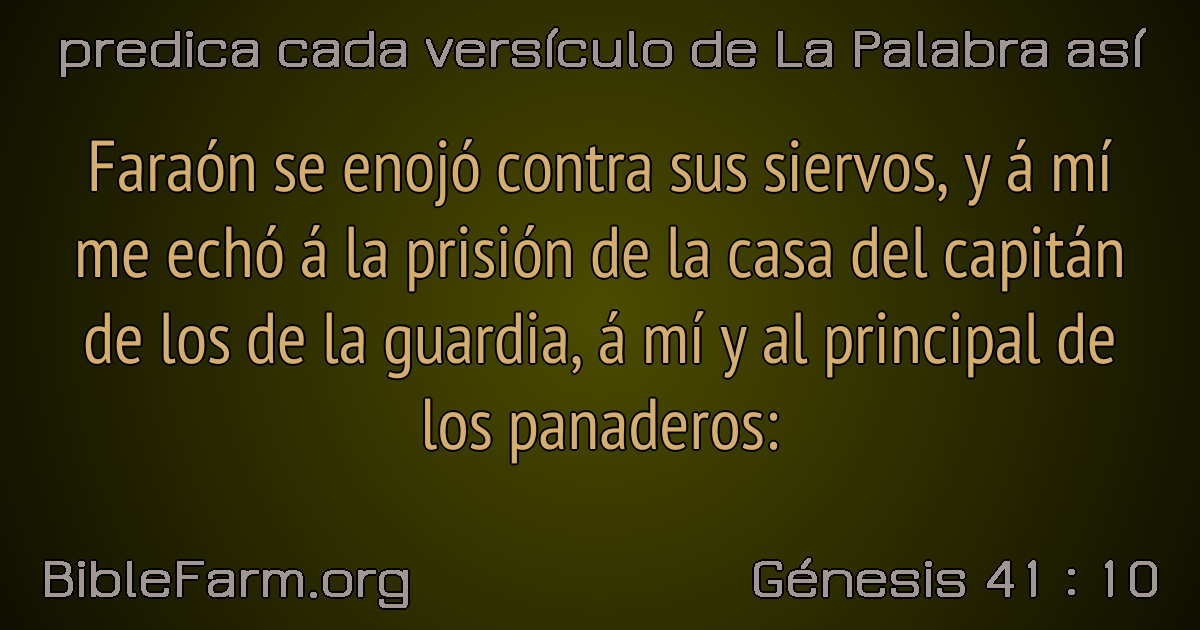 predica cada versículo de La Palabra así
Faraón se enojó contra sus siervos, y á mí
me echó á la prisión de la casa del capitán
de los de la guardia, á mí y al principal de
los panaderos:
BibleFarm.org
Génesis 41 : 10